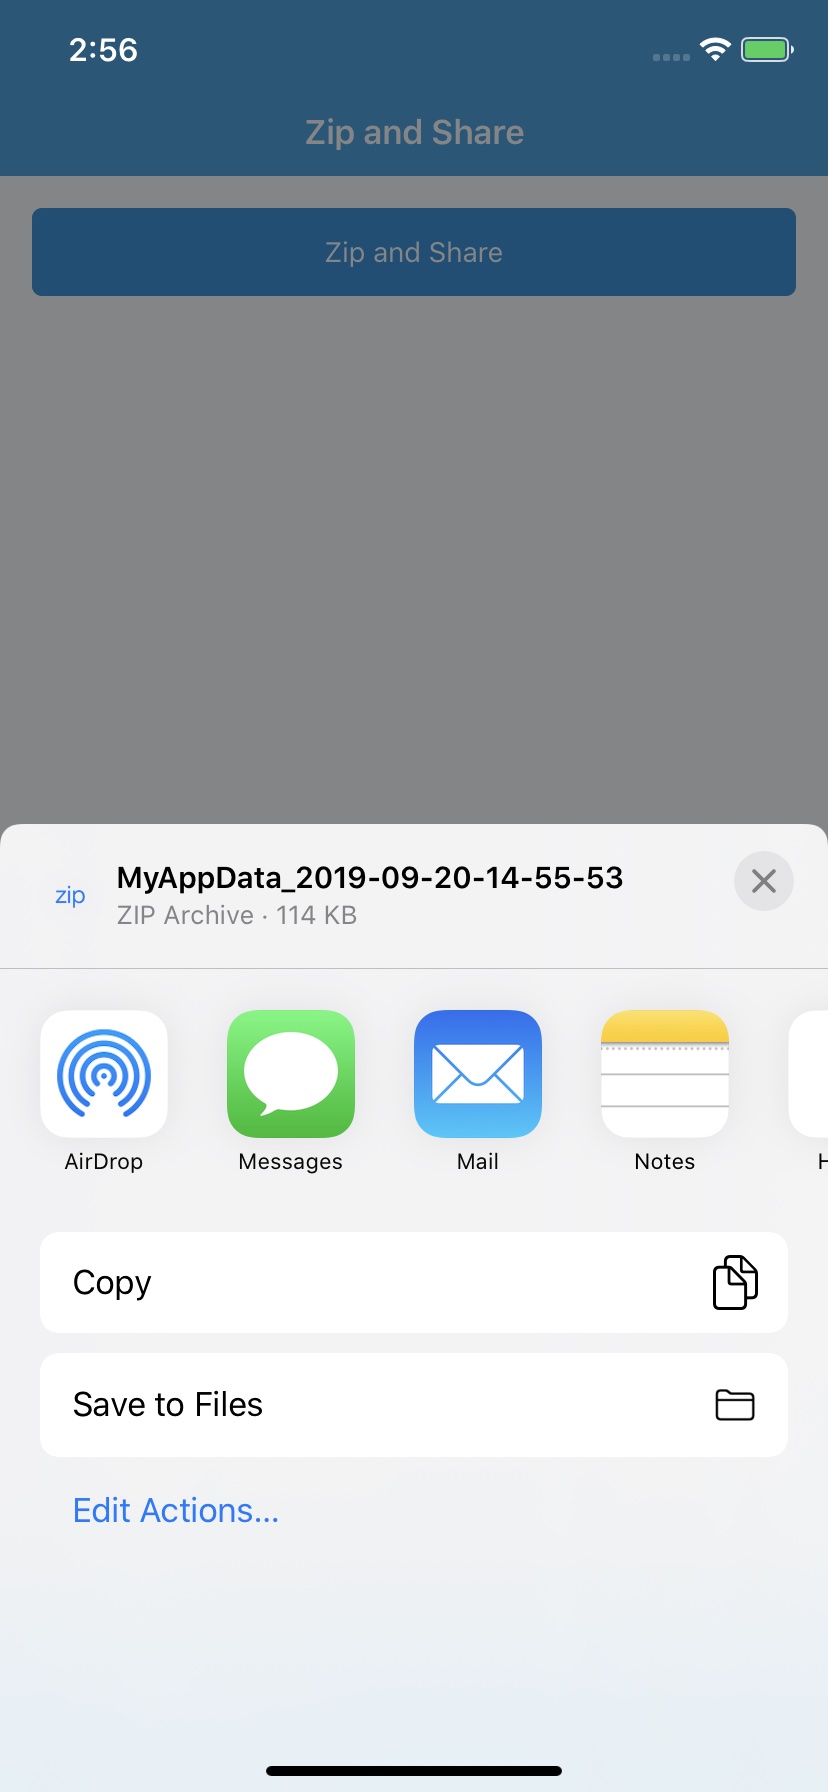 2:56
Zip and Share
Zip and Share
zip
MyAppData_2019-09-20-14-55-53
ZIP Archive · 114 KB
AirDrop
Messages
Mail
Notes
Copy
Save to Files
Edit Actions...